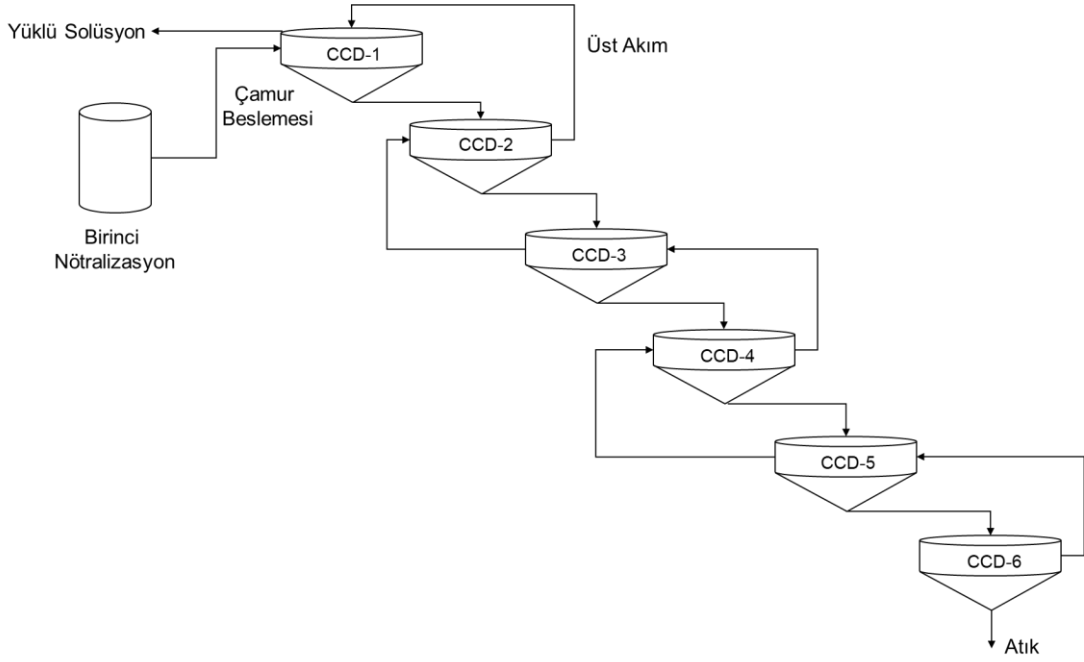 Yüklü Solüsyon
CCD-1
Üst Akım
Çamur
Beslemesi
CCD-2
Birinci
Nötralizasyon
CCD-3
CCD-4
CCD-5
CCD-6
Atık